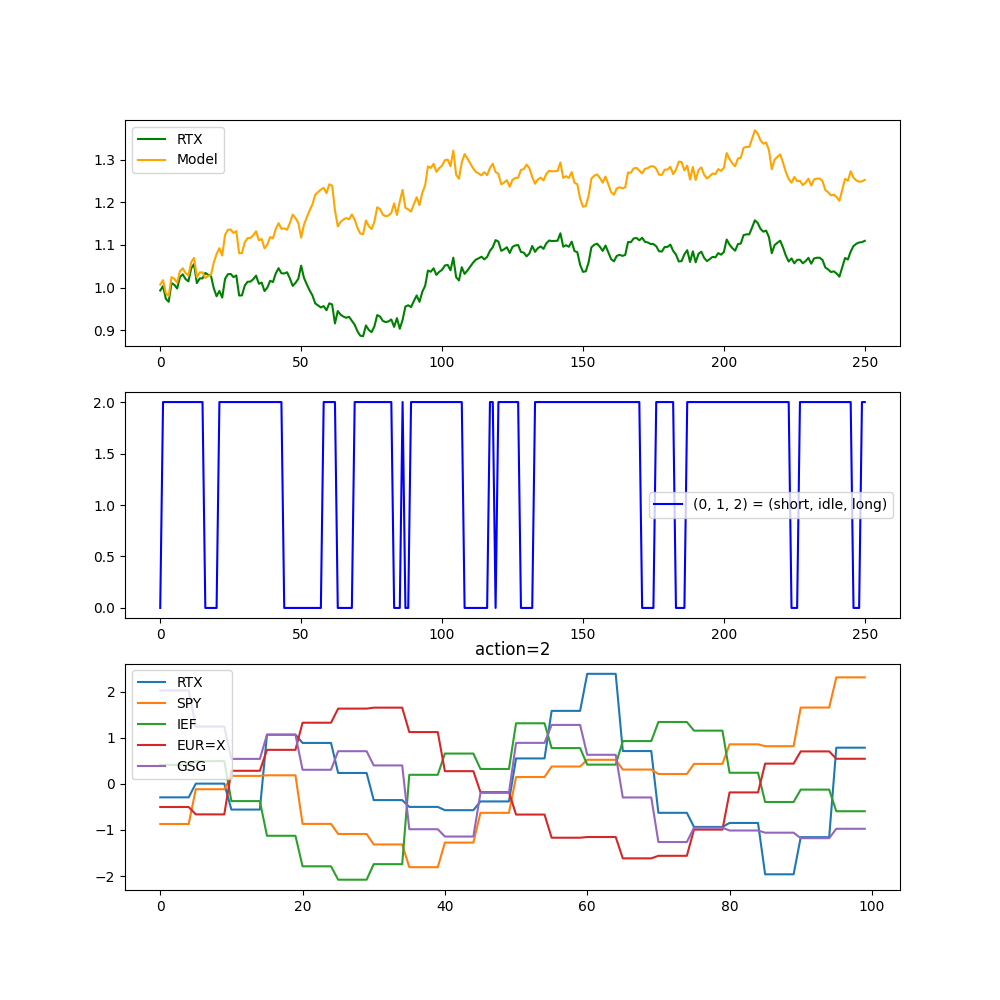 RTX
Model
1.3
1.2
1.1
1.0
0.9
0 50 100 150 200 250
2.0
1.5
1.0
0.5
0.0
(0, 1, 2) = (short, idle, long)
0 50 100 150 200 250
action=2
RTX
SPY
IEF
EUR=X
GSG
2
1
0
−1
−2
0 20 40 60 80 100